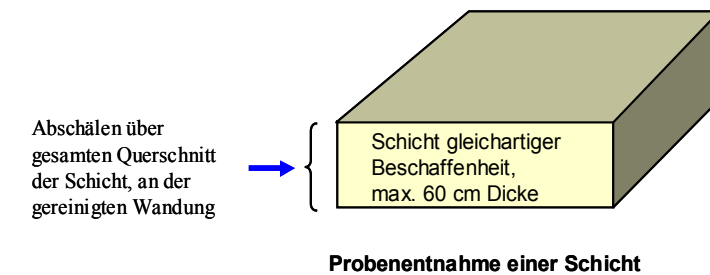 Abschälen über
gesamten Querschnitt
der Schicht, an der
gereinigten Wandung
Schicht gleichartiger
Beschaffenheit,
max. 60 cm Dicke
Probenentnahme einer Schicht